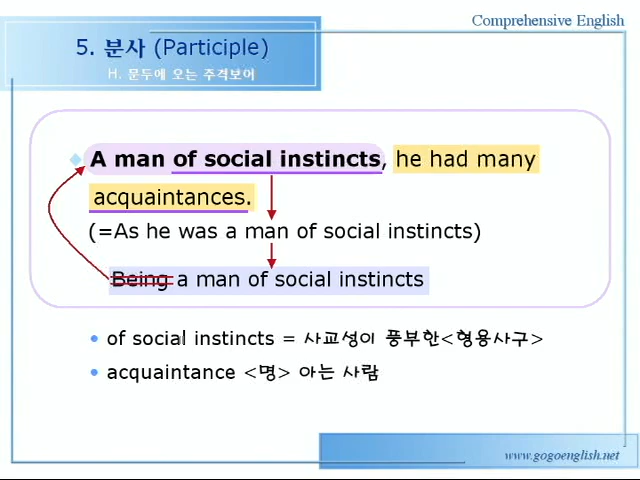 Comprehensive English
5. 분사 (Participle)
H. 문두에 오는 주격보어
A man of social instincts, he had many
acquaintances.
(=As he was a man of social instincts)
Being a man of social instincts
of social instincts = 사교성이 풍부한<형용사구>
acquaintance <명> 아는 사람
www.gogoenglish.net